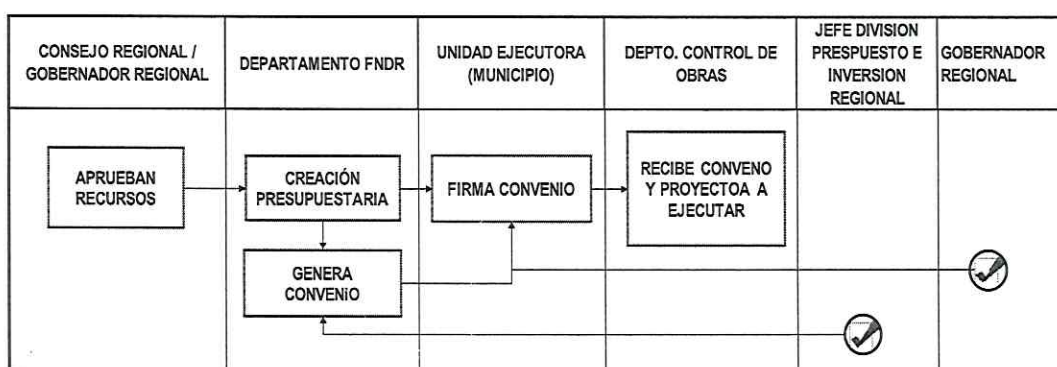 CONSEJO REGIONAL /
GOBERNADOR REGIONAL
DEPARTAMENTO FNDR
UNIDAD EJECUTORA
(MUNICIPIO)
DEPTO. CONTROL DE
OBRAS
JEFE DIVISION
PRESPUESTO E
INVERSION
REGIONAL
GOBERNADOR
REGIONAL
APRUEBAN
RECURSOS
CREACIÓN
PRESUPUESTARIA
FIRMA CONVENIO
RECIBE CONVENO
Y PROYECTOA A
EJECUTAR
GENERA
CONVENiO